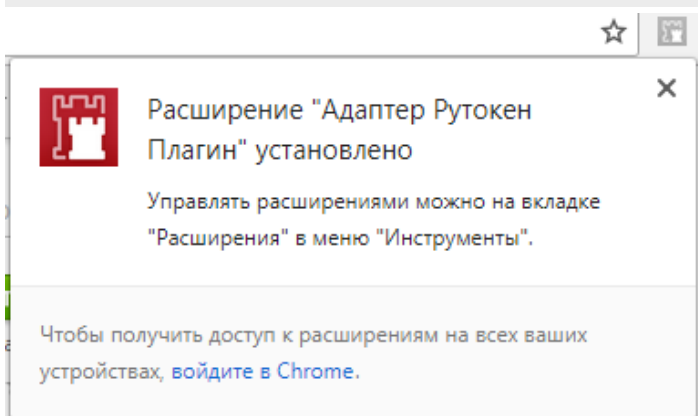 Расширение "Адаптер Рутокен
Плагин" установлено
Управлять расширениями можно на вкладке
"Расширения" в меню "Инструменты".
Чтобы получить доступ к расширениям на всех ваших
устройствах, войдите в Chrome.